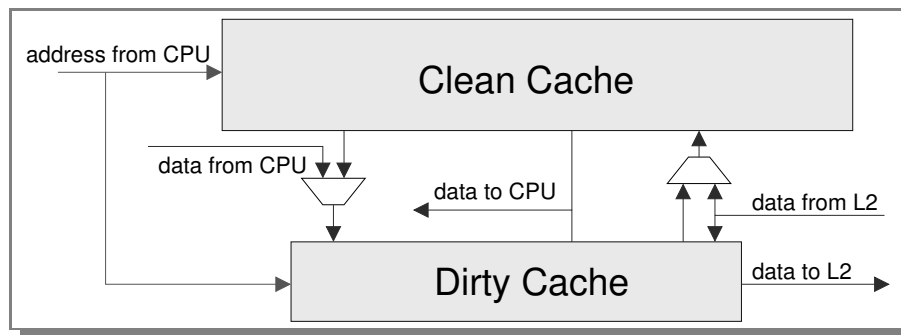 address from CPU
Clean Cache
data from CPU
data to CPU
data from L2
Dirty Cache
data to L2